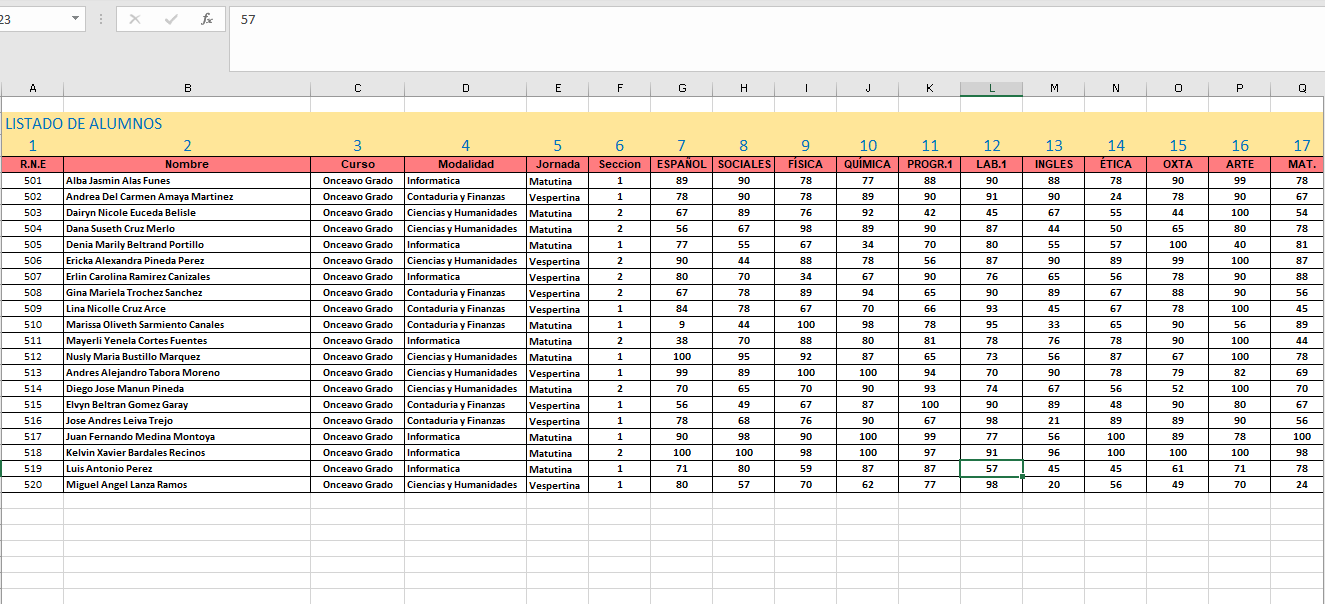 23 fx 57
A B C D E F G H I J K L M N O P Q
LISTADO DE ALUMNOS
1 2 3 4 5 6 7 8 9 10 11 12 13 14 15 16 17
R.N.E Nombre Curso Modalidad Jornada Seccion ESPAÑOL SOCIALES FÍSICA QUÍMICA PROGR.1 LAB.1 INGLES ÉTICA OXTA ARTE MAT.
501 Alba Jasmin Alas Funes Onceavo Grado Informatica Matutina 1 89 90 78 77 88 90 88 78 90 99 78
502 Andrea Del Carmen Amaya Martinez Onceavo Grado Contaduria y Finanzas Vespertina 1 78 90 78 89 90 91 90 24 78 90 67
503 Dairyn Nicole Euceda Belisle Onceavo Grado Ciencias y Humanidades Matutina 2 67 89 76 92 42 45 67 55 44 100 54
504 Dana Suseth Cruz Merlo Onceavo Grado Ciencias y Humanidades Matutina 2 56 67 98 89 90 87 44 50 65 80 78
505 Denia Marily Beltrand Portillo Onceavo Grado Informatica Matutina 1 77 55 67 34 70 80 55 57 100 40 81
506 Ericka Alexandra Pineda Perez Onceavo Grado Ciencias y Humanidades Vespertina 2 90 44 88 78 56 87 90 89 99 100 87
507 Erlin Carolina Ramirez Canizales Onceavo Grado Informatica Vespertina 2 80 70 34 67 90 76 65 56 78 90 88
508 Gina Mariela Trochez Sanchez Onceavo Grado Contaduria y Finanzas Vespertina 2 67 78 89 94 65 90 89 67 88 90 56
509 Lina Nicolle Cruz Arce Onceavo Grado Contaduria y Finanzas Vespertina 1 84 78 67 70 66 93 45 67 78 100 45
510 Marissa Oliveth Sarmiento Canales Onceavo Grado Contaduria y Finanzas Matutina 1 9 44 100 98 78 95 33 65 90 56 89
511 Mayerli Yenela Cortes Fuentes Onceavo Grado Informatica Matutina 2 38 70 88 80 81 78 76 78 90 100 44
512 Nusly Maria Bustillo Marquez Onceavo Grado Ciencias y Humanidades Matutina 1 100 95 92 87 65 73 56 87 67 100 78
513 Andres Alejandro Tabora Moreno Onceavo Grado Ciencias y Humanidades Vespertina 1 99 89 100 100 94 70 90 78 79 82 69
514 Diego Jose Manun Pineda Onceavo Grado Ciencias y Humanidades Matutina 2 70 65 70 90 93 74 67 56 52 100 70
515 Elvyn Beltran Gomez Garay Onceavo Grado Contaduria y Finanzas Vespertina 1 56 49 67 87 100 90 89 48 90 80 67
516 Jose Andres Leiva Trejo Onceavo Grado Contaduria y Finanzas Vespertina 1 78 68 76 90 67 98 21 89 89 90 56
517 Juan Fernando Medina Montoya Onceavo Grado Informatica Matutina 1 90 98 90 100 99 77 56 100 89 78 100
518 Kelvin Xavier Bardales Recinos Onceavo Grado Informatica Matutina 2 100 100 98 100 97 91 96 100 100 100 98
519 Luis Antonio Perez Onceavo Grado Informatica Matutina 1 71 80 59 87 87 57 45 45 61 71 78
520 Miguel Angel Lanza Ramos Onceavo Grado Ciencias y Humanidades Vespertina 1 80 57 70 62 77 98 20 56 49 70 24